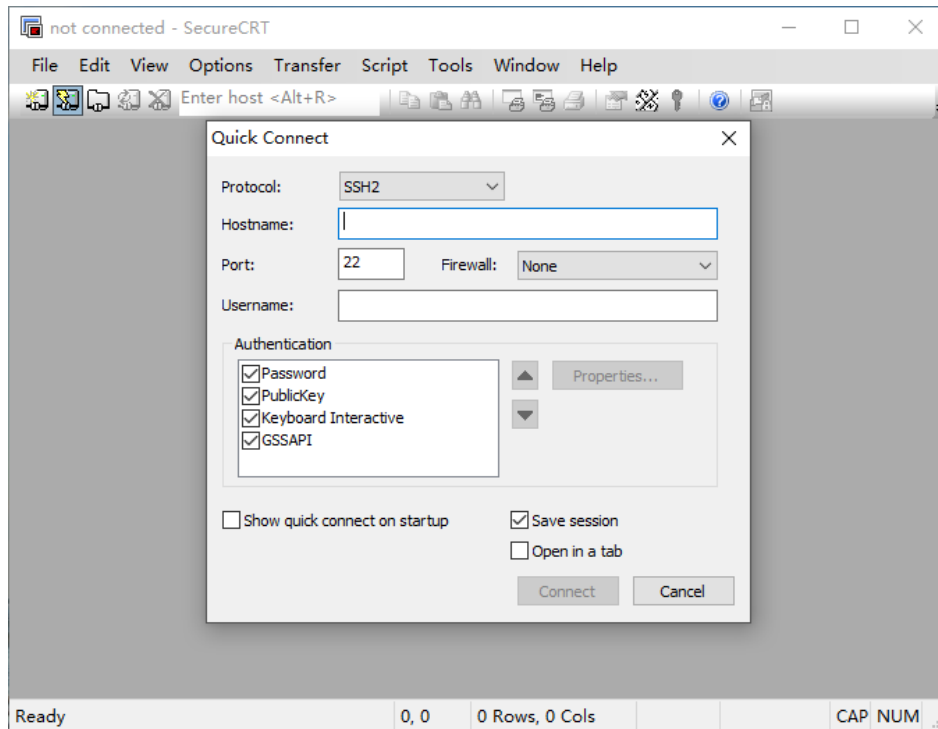 not connected - SecureCRT
File Edit View Options Transfer Script Tools Window Help
Enter host <Alt+R>
Quick Connect
Protocol: SSH2
Hostname:
Port: 22 Firewall: None
Username:
Authentication
Password
PublicKey
Keyboard Interactive
GSSAPI
Properties...
Show quick connect on startup
Save session
Open in a tab
Connect Cancel
Ready 0, 0 0 Rows, 0 Cols CAP NUM